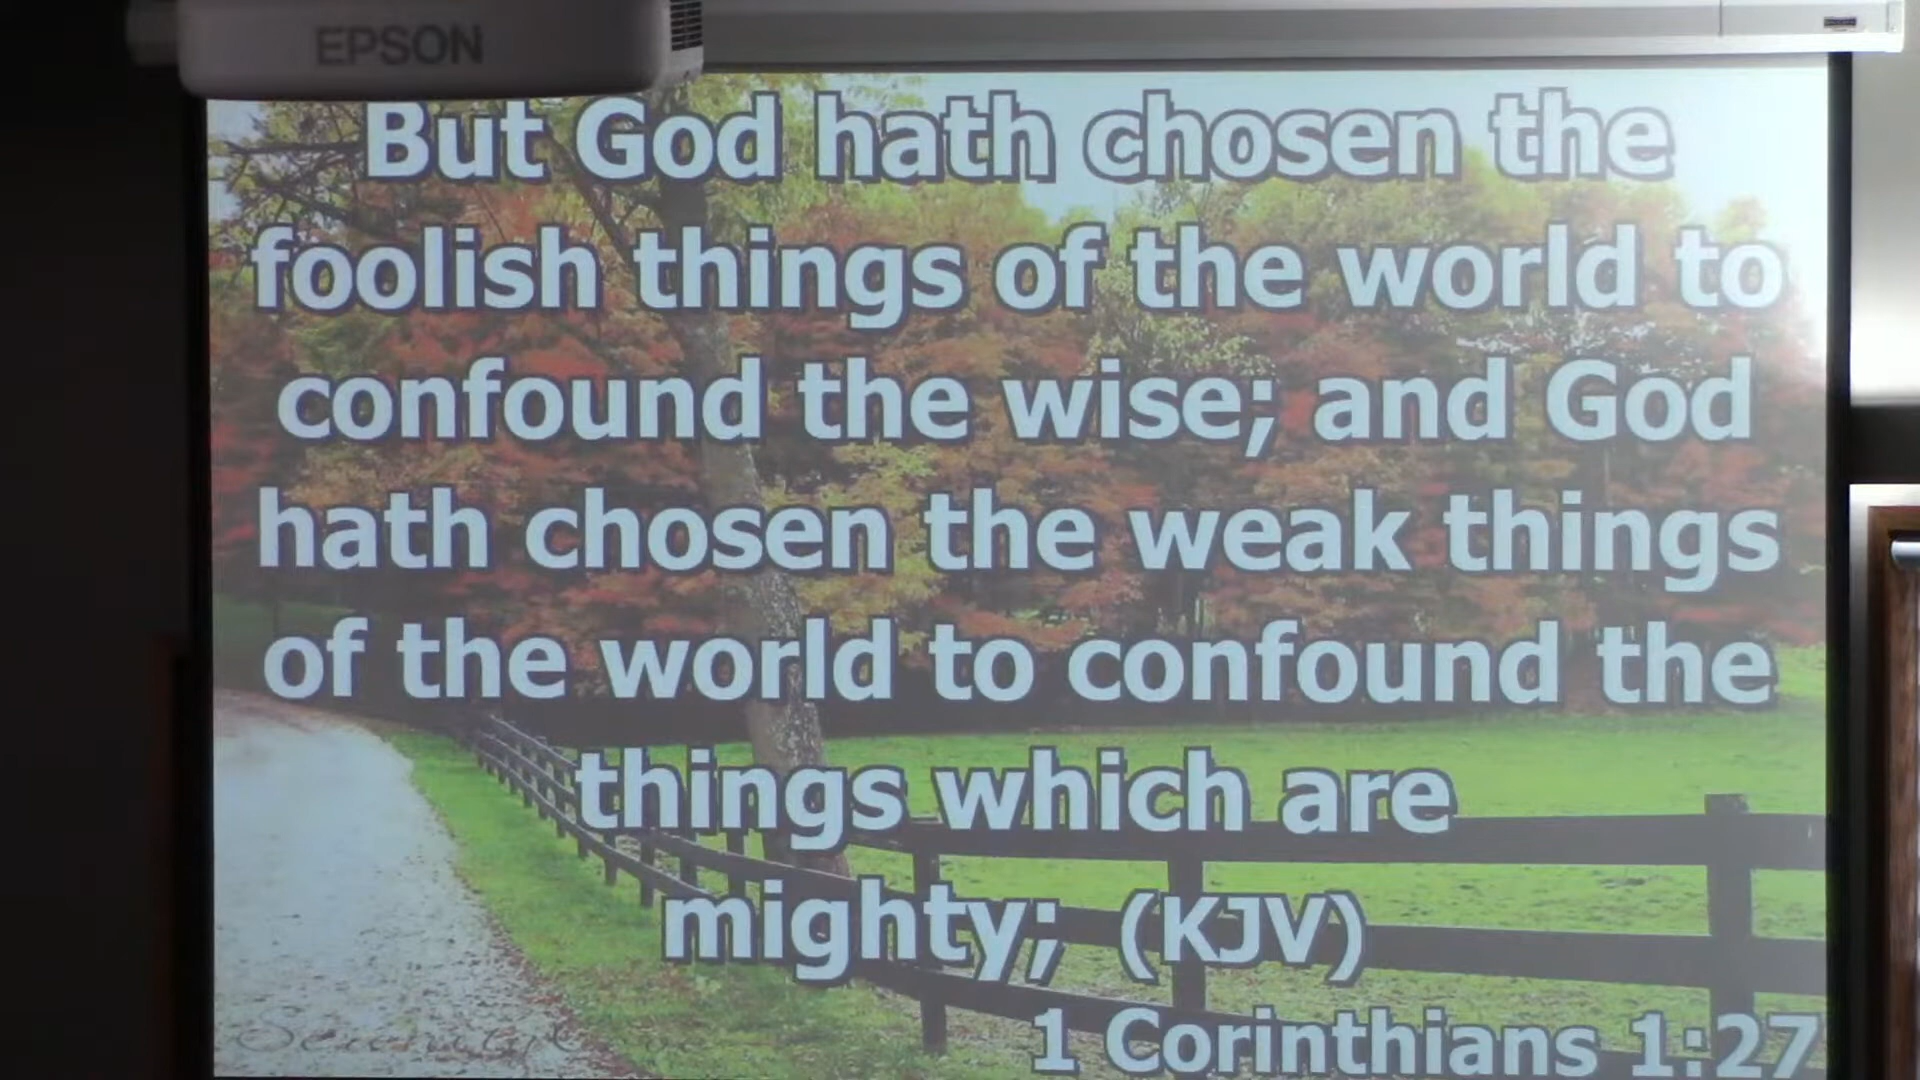 EPSON
But God hath chosen the
foolish things of the world to
confound the wise; and God
hath chosen the weak things
of the world to confound the
things which are
mighty; (KJV)
1 Corinthians 1:27